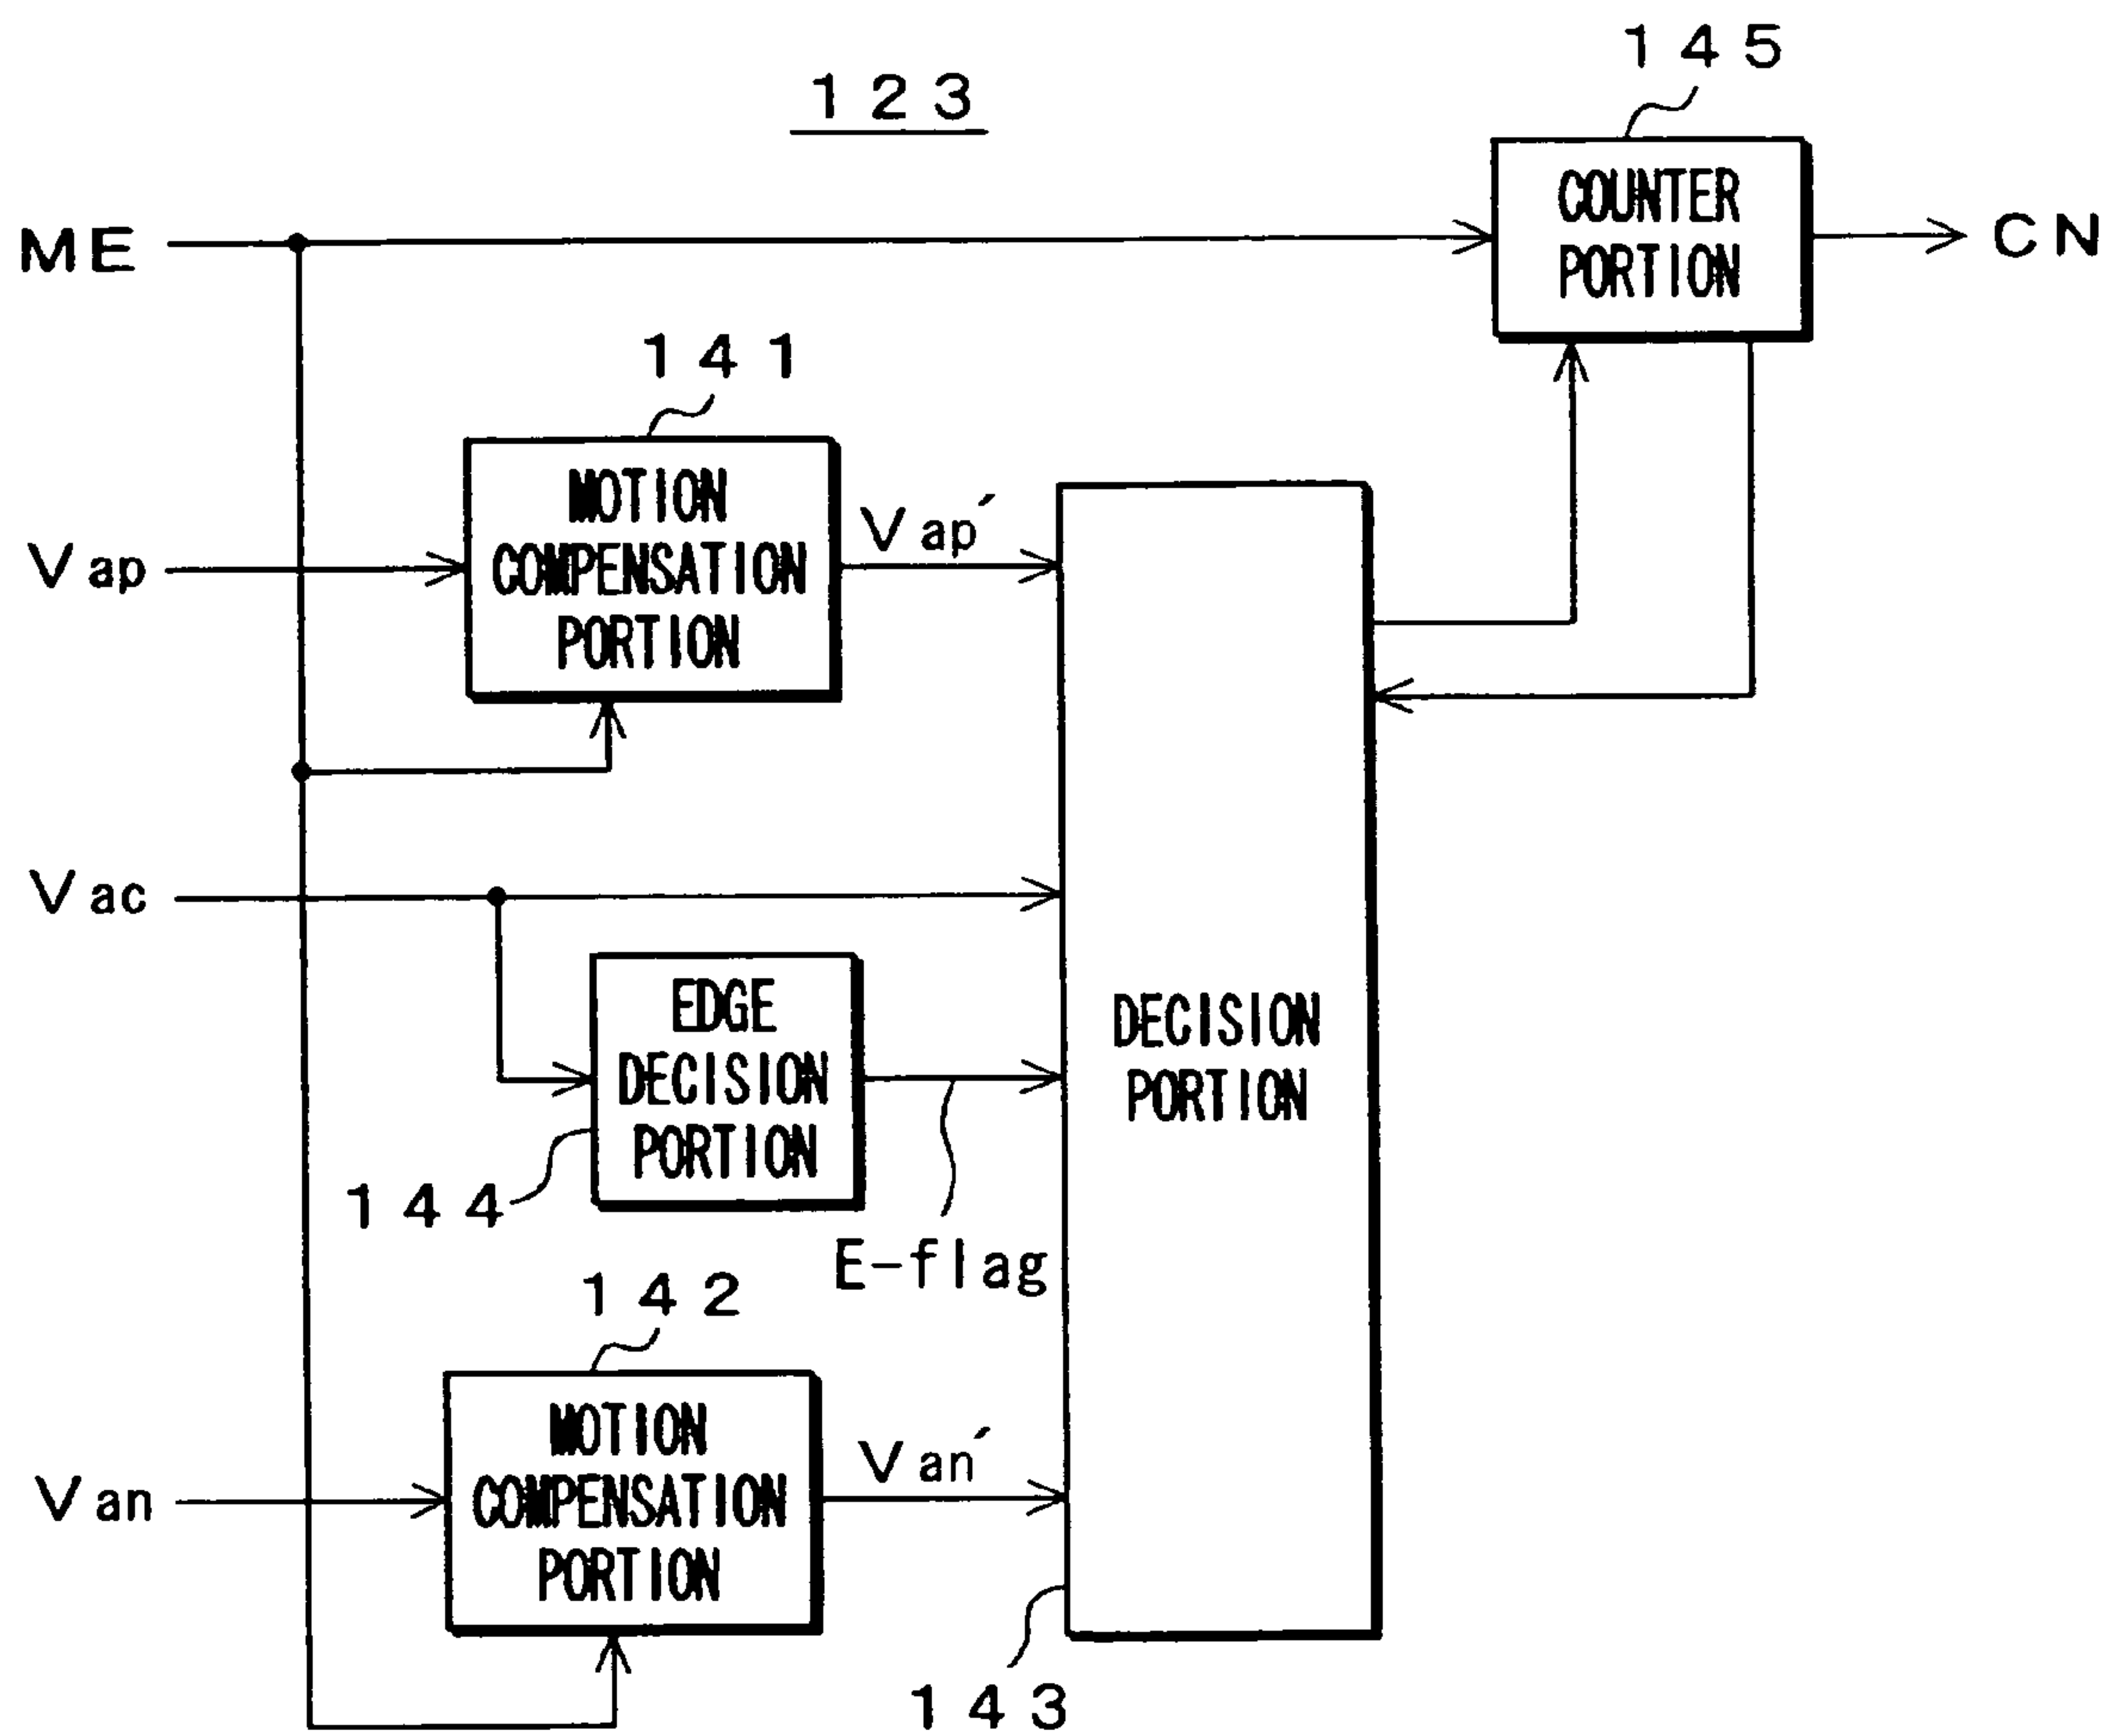 145
123
COUNTER
PORTION
ME
CN
141
MOTION
COMPENSATION
PORTION
Vap
Vap′
Vac
EDGE
DECISION
PORTION
DECISION
PORTION
144
E-flag
142
MOTION
COMPENSATION
PORTION
Van
Van′
143